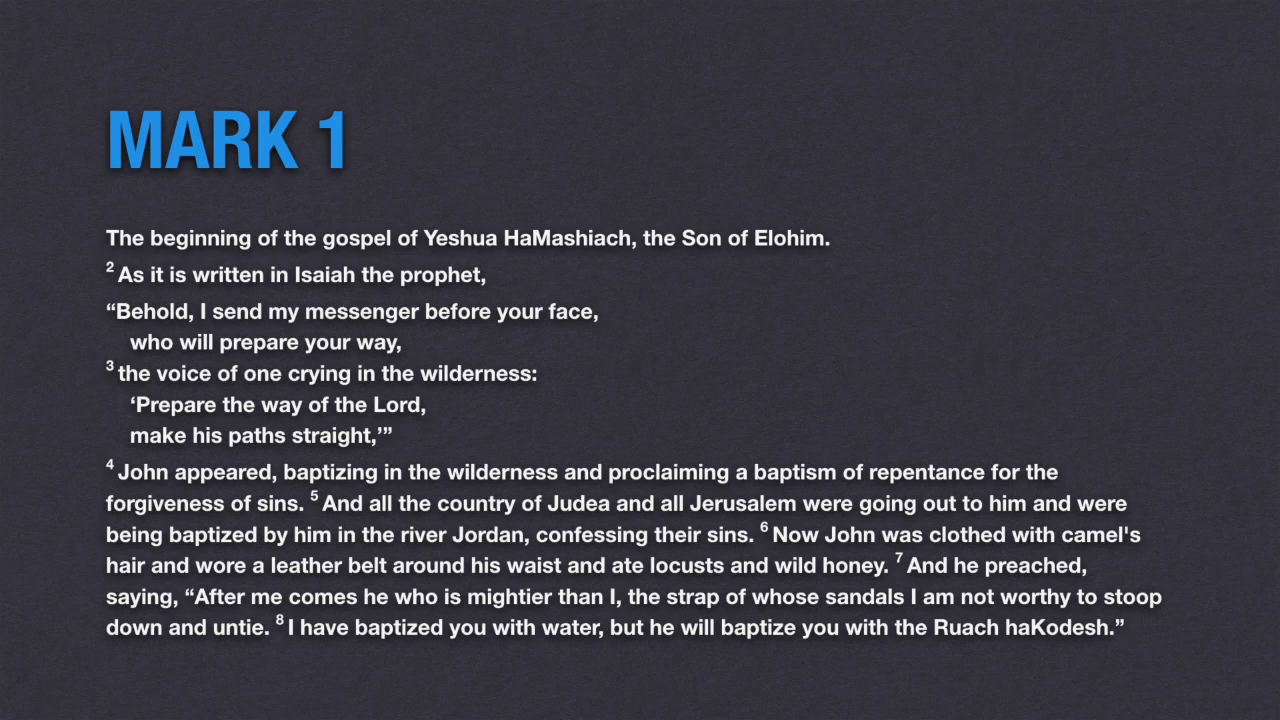 MARK 1
The beginning of the gospel of Yeshua HaMashiach, the Son of Elohim.
2 As it is written in Isaiah the prophet,
“Behold, I send my messenger before your face,
who will prepare your way,
3 the voice of one crying in the wilderness:
‘Prepare the way of the Lord,
make his paths straight,’”
4 John appeared, baptizing in the wilderness and proclaiming a baptism of repentance for the
forgiveness of sins. 5 And all the country of Judea and all Jerusalem were going out to him and were
being baptized by him in the river Jordan, confessing their sins. 6 Now John was clothed with camel's
hair and wore a leather belt around his waist and ate locusts and wild honey. 7 And he preached,
saying, “After me comes he who is mightier than I, the strap of whose sandals I am not worthy to stoop
down and untie. 8 I have baptized you with water, but he will baptize you with the Ruach haKodesh.”